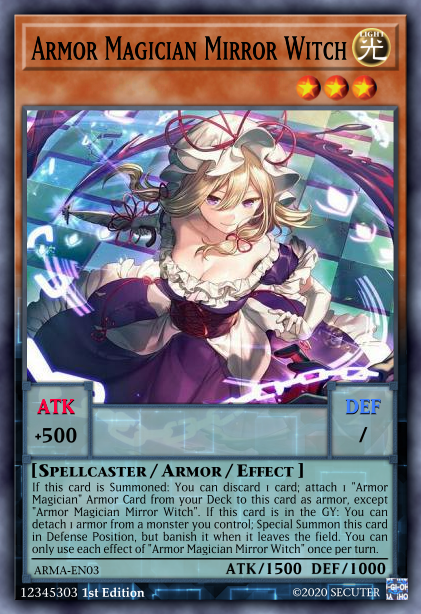 Armor Magician Mirror Witch
LIGHT
光
ATK
+500
DEF
/
[Spellcaster / Armor / Effect ]
If this card is Summoned: You can discard 1 card; attach 1 "Armor
Magician" Armor Card from your Deck to this card as armor, except
"Armor Magician Mirror Witch". If this card is in the GY: You can
detach 1 armor from a monster you control; Special Summon this card
in Defense Position, but banish it when it leaves the field. You can
only use each effect of "Armor Magician Mirror Witch" once per turn.
ARMA-EN03
ATK/1500 DEF/1000
12345303 1st Edition
©2020 SECUTER